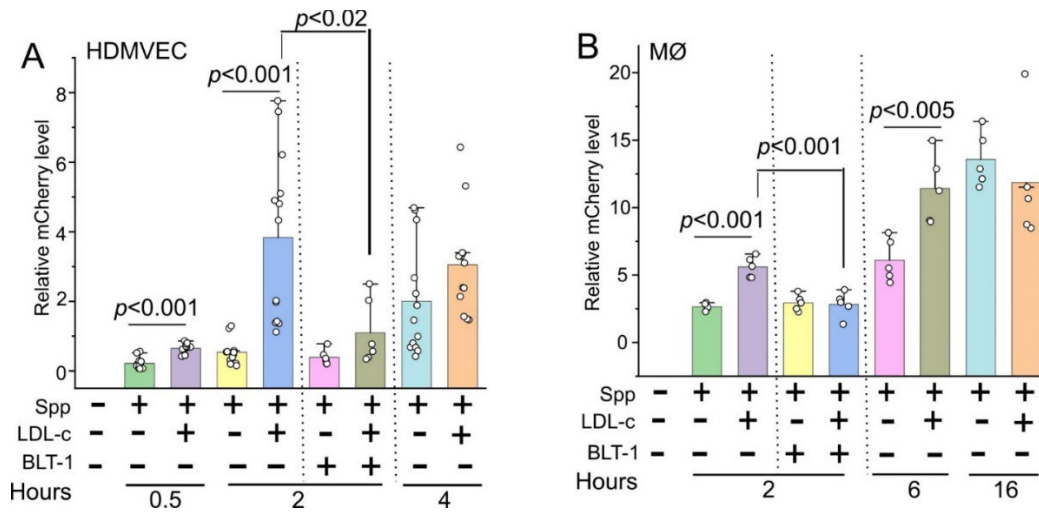 A HDMVEC
p<0.02
p<0.001
p<0.001
Relative mCherry level
8
6
4
2
0
Spp – + + + + + + + +
LDL-c – – + – + – + – +
BLT-1 – – – – – + + – –
Hours 0.5 2 4
B MØ
p<0.005
p<0.001
p<0.001
Relative mCherry level
20
15
10
5
0
Spp – + + + + + + + +
LDL-c – – + – + – + – +
BLT-1 – – – + + – – – –
Hours 2 6 16